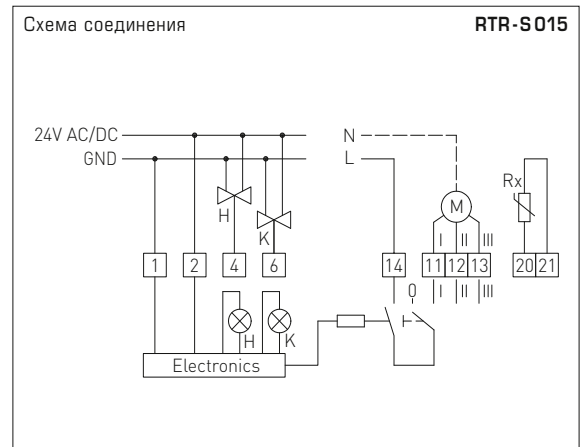 Схема соединения RTR-S015
24V AC/DC N
GND L
H
Rx
M
K
I II III
1 2 4 6 14 11 12 13 20 21
0 I II III
H K
Electronics